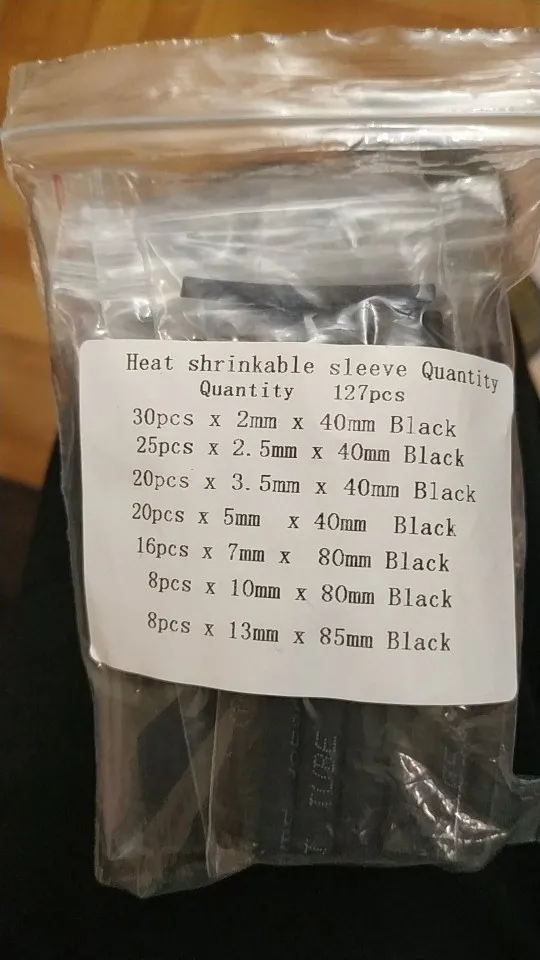 Heat shrinkable sleeve Quantity
Quantity 127pcs
30pcs x 2mm x 40mm Black
25pcs x 2.5mm x 40mm Black
20pcs x 3.5mm x 40mm Black
20pcs x 5mm x 40mm Black
16pcs x 7mm x 80mm Black
8pcs x 10mm x 80mm Black
8pcs x 13mm x 85mm Black
TUBE